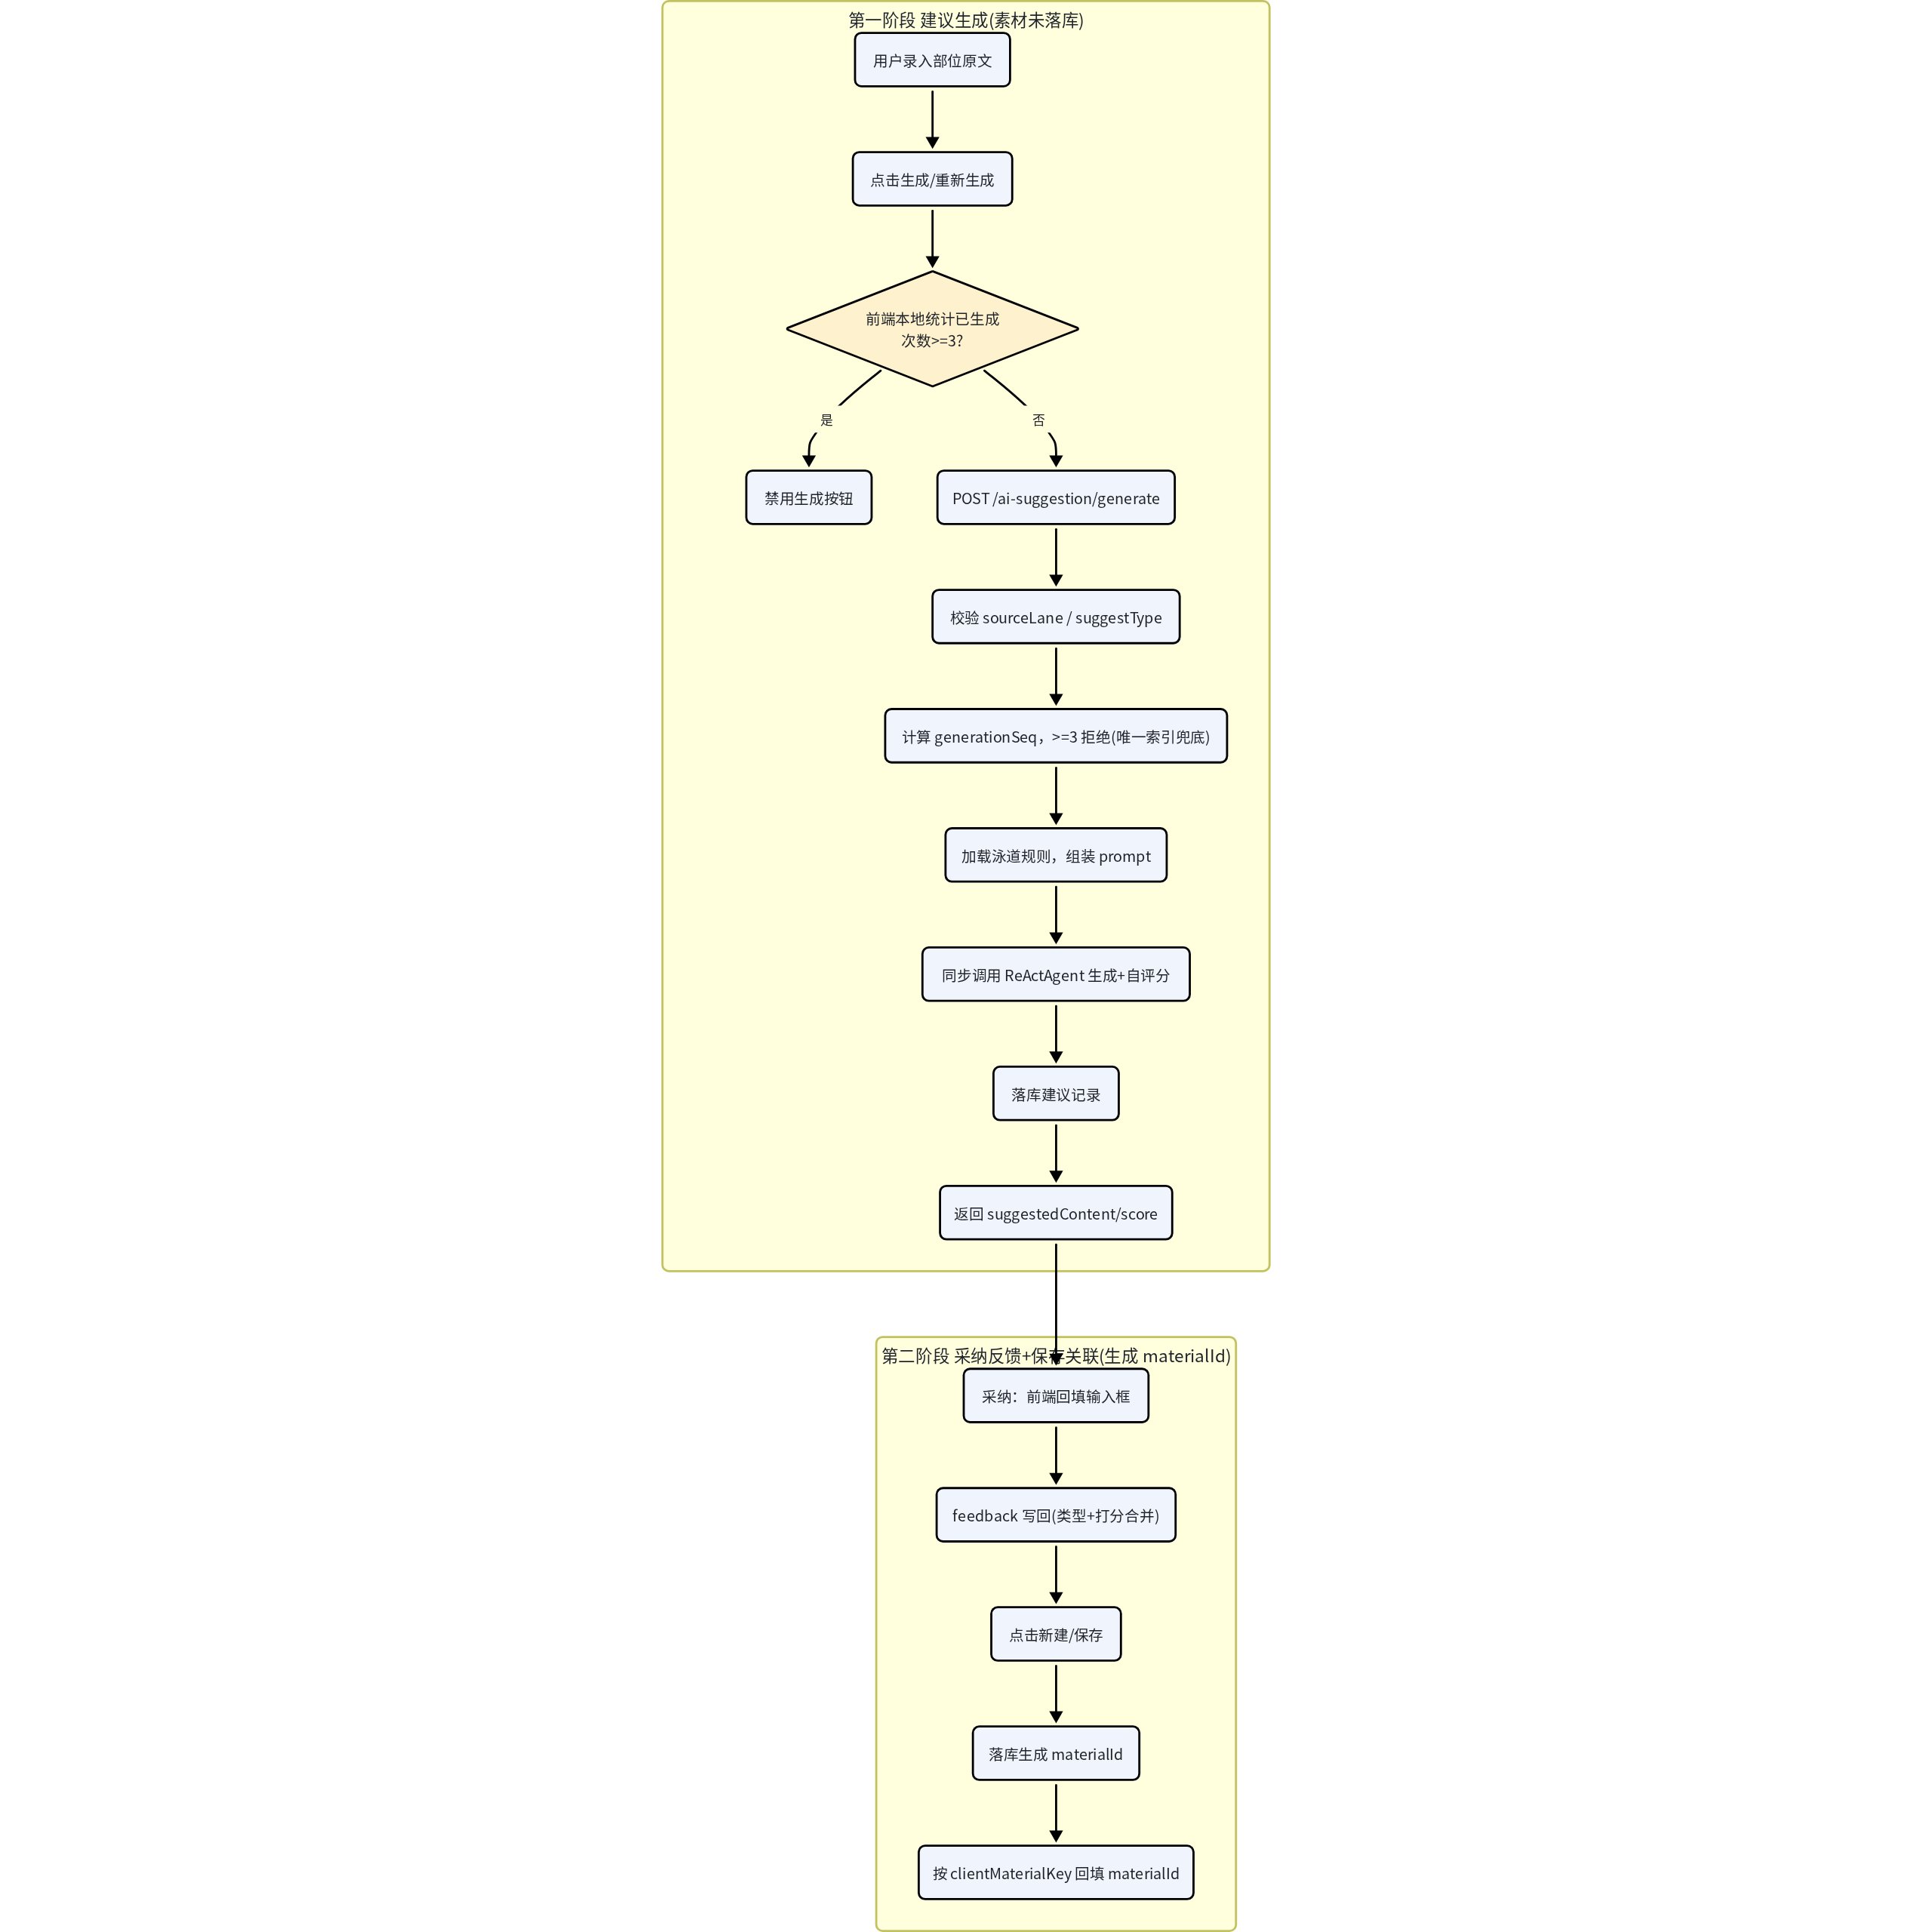 第一阶段 建议生成(素材未落库)
用户录入部位原文
点击生成/重新生成
前端本地统计已生成
次数>=3?
是
否
禁用生成按钮
POST /ai-suggestion/generate
校验 sourceLane / suggestType
计算 generationSeq，>=3 拒绝(唯一索引兜底)
加载泳道规则，组装 prompt
同步调用 ReActAgent 生成+自评分
落库建议记录
返回 suggestedContent/score
第二阶段 采纳反馈+保存关联(生成 materialId)
采纳：前端回填输入框
feedback 写回(类型+打分合并)
点击新建/保存
落库生成 materialId
按 clientMaterialKey 回填 materialId